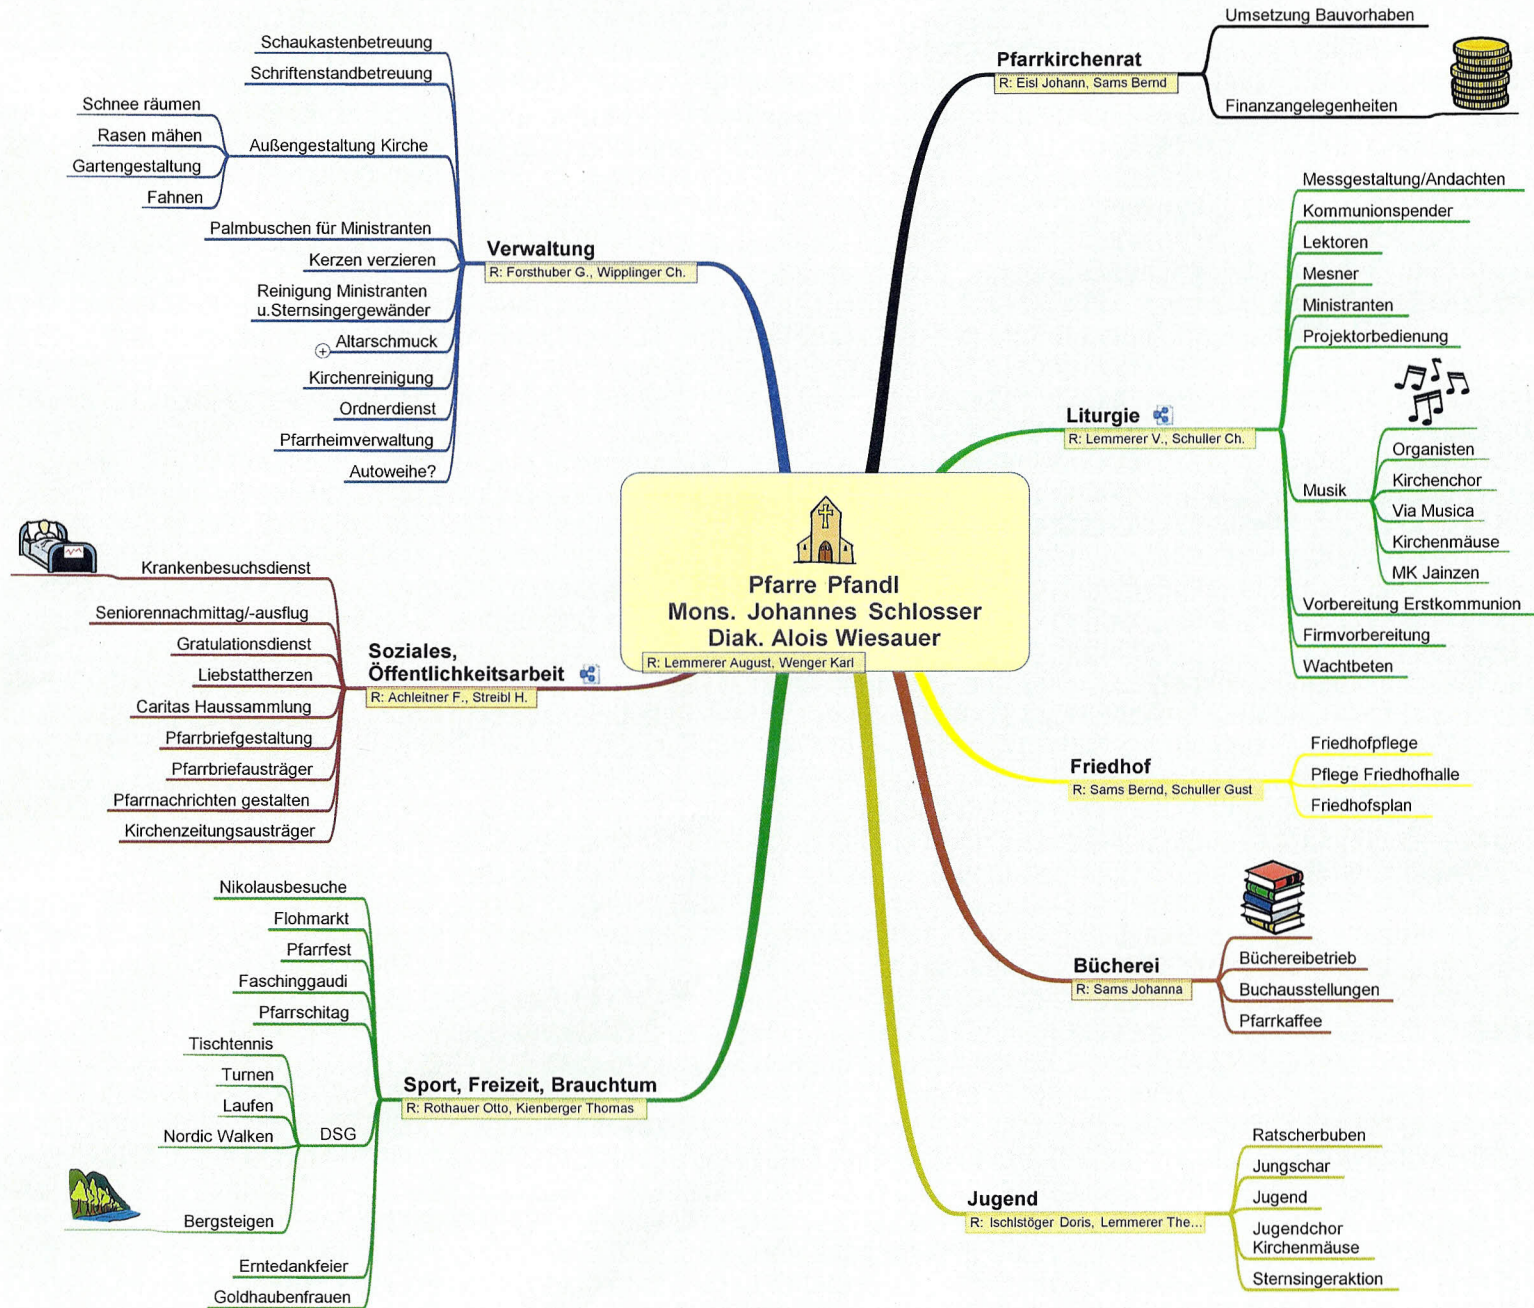 Pfarre Pfandl
Mons. Johannes Schlosser
Diak. Alois Wiesauer
R: Lemmerer August, Wenger Karl
Pfarrkirchenrat
R: Eisl Johann, Sams Bernd
Umsetzung Bauvorhaben
Finanzangelegenheiten
Liturgie
R: Lemmerer V., Schuller Ch.
Messgestaltung/Andachten
Kommunionspender
Lektoren
Mesner
Ministranten
Projektorbedienung
Musik
Organisten
Kirchenchor
Via Musica
Kirchenmäuse
MK Jainzen
Vorbereitung Erstkommunion
Firmvorbereitung
Wachtbeten
Friedhof
R: Sams Bernd, Schuller Gust
Friedhofpflege
Pflege Friedhofhalle
Friedhofsplan
Bücherei
R: Sams Johanna
Büchereibetrieb
Buchausstellungen
Pfarrkaffee
Jugend
R: Ischlstöger Doris, Lemmerer The...
Ratscherbuben
Jungschar
Jugend
Jugendchor
Kirchenmäuse
Sternsingeraktion
Verwaltung
R: Forsthuber G., Wipplinger Ch.
Schaukastenbetreuung
Schriftenstandbetreuung
Außengestaltung Kirche
Schnee räumen
Rasen mähen
Gartengestaltung
Fahnen
Palmbuschen für Ministranten
Kerzen verzieren
Reinigung Ministranten
u.Sternsingergewänder
Altarschmuck
Kirchenreinigung
Ordnerdienst
Pfarrheimverwaltung
Autoweihe?
Soziales,
Öffentlichkeitsarbeit
R: Achleitner F., Streibl H.
Krankenbesuchsdienst
Seniorennachmittag/-ausflug
Gratulationsdienst
Liebstattherzen
Caritas Haussammlung
Pfarrbriefgestaltung
Pfarrbriefausträger
Pfarrnachrichten gestalten
Kirchenzeitungsausträger
Sport, Freizeit, Brauchtum
R: Rothauer Otto, Kienberger Thomas
Nikolausbesuche
Flohmarkt
Pfarrfest
Faschinggaudi
Pfarrschitag
DSG
Tischtennis
Turnen
Laufen
Nordic Walken
Bergsteigen
Erntedankfeier
Goldhaubenfrauen